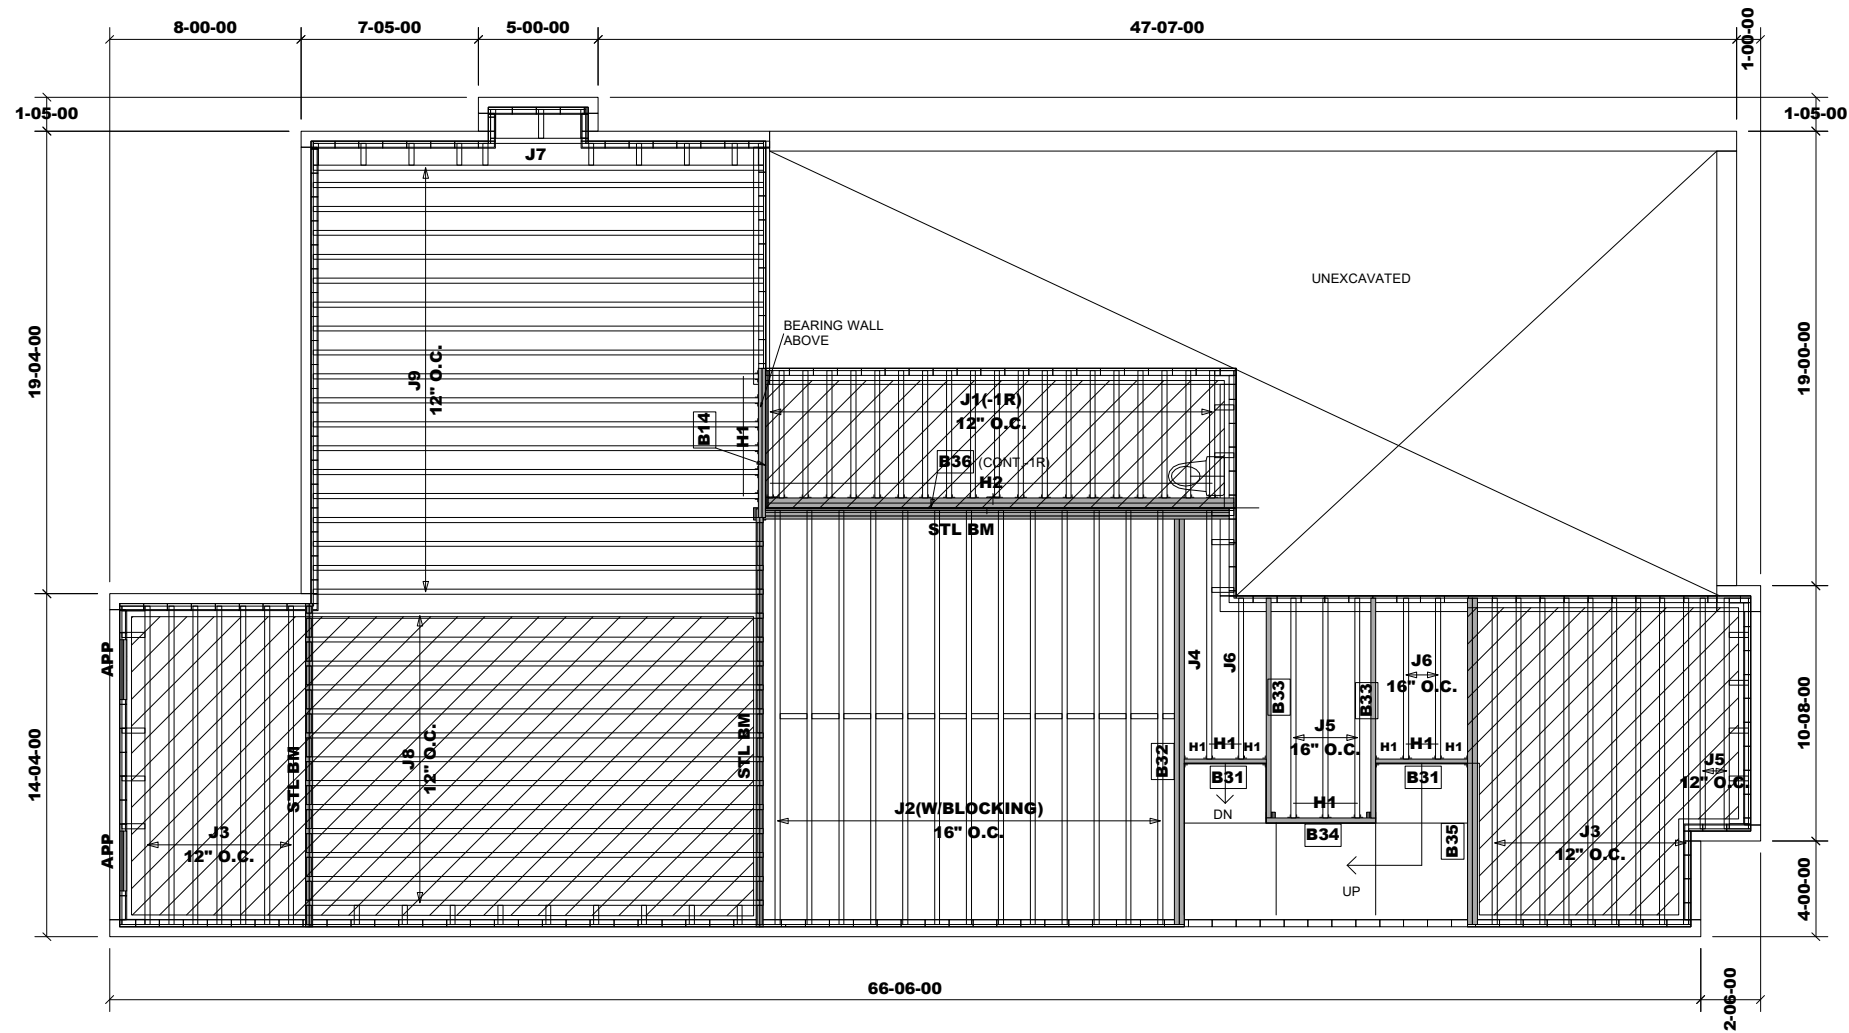 8-00-00
7-05-00
5-00-00
47-07-00
1-00-00
1-05-00
1-05-00
J7
UNEXCAVATED
BEARING WALL
ABOVE
19-04-00
19-00-00
J9
12" O.C.
B14
H1
J1(-1R)
12" O.C.
B36 (CONT,-1R)
H2
STL BM
APP
J4
J6
B33
B33
J6
16" O.C.
J5
16" O.C.
J8
12" O.C.
STL BM
STL BM
B32
H1
H1
H1
H1
H1
H1
B31
B31
DN
J5
12" O.C.
14-04-00
10-08-00
J2(W/BLOCKING)
16" O.C.
H1
B34
B35
J3
12" O.C.
APP
J3
12" O.C.
UP
4-00-00
66-06-00
2-06-00